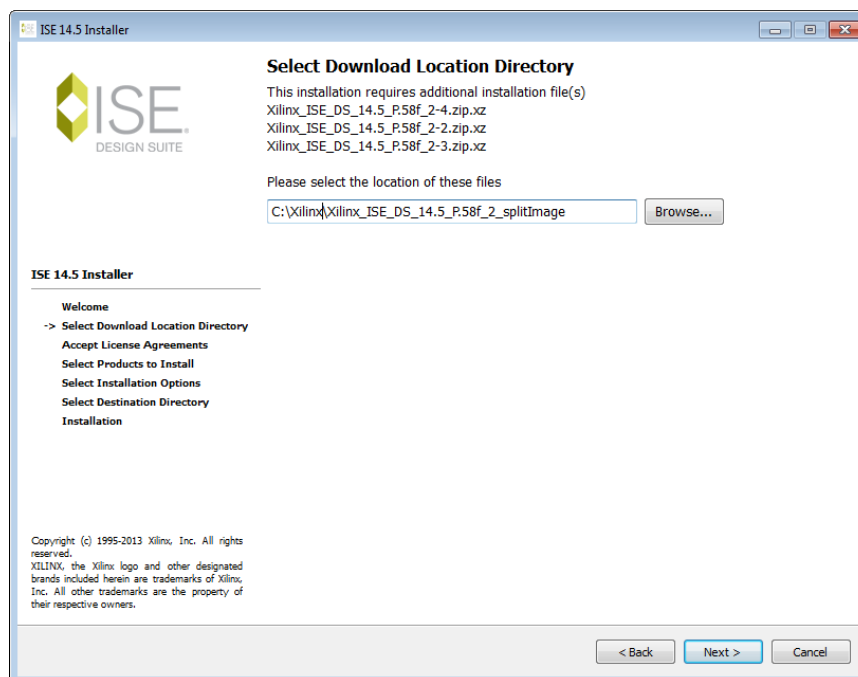 ISE 14.5 Installer
ISE.
DESIGN SUITE
Select Download Location Directory
This installation requires additional installation file(s)
Xilinx_ISE_DS_14.5_P.58f_2-4.zip.xz
Xilinx_ISE_DS_14.5_P.58f_2-2.zip.xz
Xilinx_ISE_DS_14.5_P.58f_2-3.zip.xz
Please select the location of these files
C:\Xilinx\Xilinx_ISE_DS_14.5_P.58f_2_splitImage
Browse...
ISE 14.5 Installer
Welcome
-> Select Download Location Directory
Accept License Agreements
Select Products to Install
Select Installation Options
Select Destination Directory
Installation
Copyright (c) 1995-2013 Xilinx, Inc. All rights
reserved.
XILINX, the Xilinx logo and other designated
brands included herein are trademarks of Xilinx,
Inc. All other trademarks are the property of
their respective owners.
< Back
Next >
Cancel